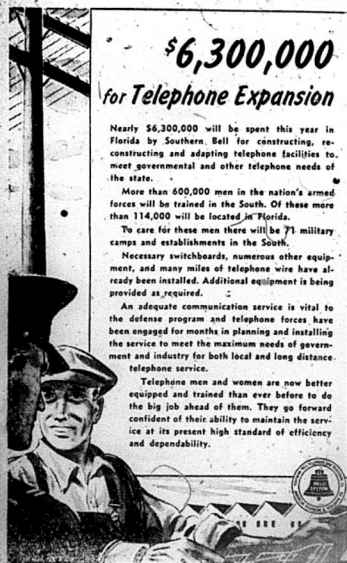 $6,300,000
for Telephone Expansion
Nearly $6,300,000 will be spent this year in
Florida by Southern Bell for constructing, re-
constructing and adapting telephone facilities to
meet governmental and other telephone needs of
the state.
More than 600,000 men in the nation's armed
forces will be trained in the South. Of these more
than 114,000 will be located in Florida.
To care for these men there will be 71 military
camps and establishments in the South.
Necessary switchboards, numerous other equip-
ment, and many miles of telephone wire have al-
ready been installed. Additional equipment is being
provided as required.
An adequate communication service is vital to
the defense program and telephone forces have
been engaged for months in planning and installing
the service to meet the maximum needs of govern-
ment and industry for both local and long distance
telephone service.
Telephone men and women are now better
equipped and trained than ever before to do
the big job ahead of them. They go forward
confident of their ability to maintain the serv-
ice at its present high standard of efficiency
and dependability.
BELL
SYSTEM